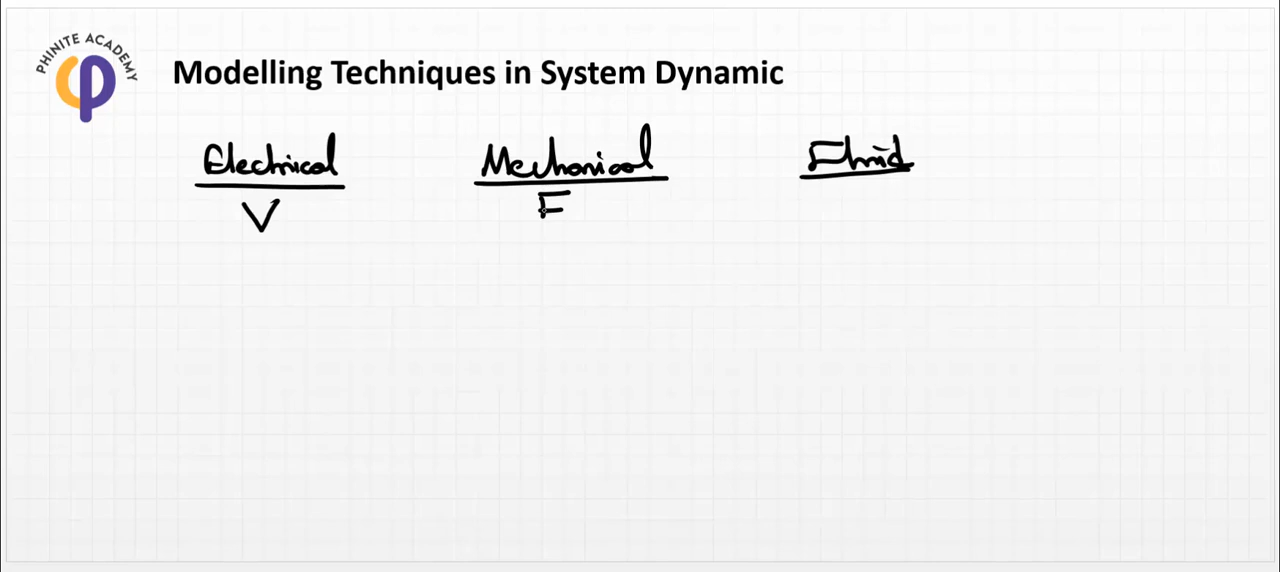 PHINITE ACADEMY
Modelling Techniques in System Dynamic
Electrical Mechanical Fluid
V F